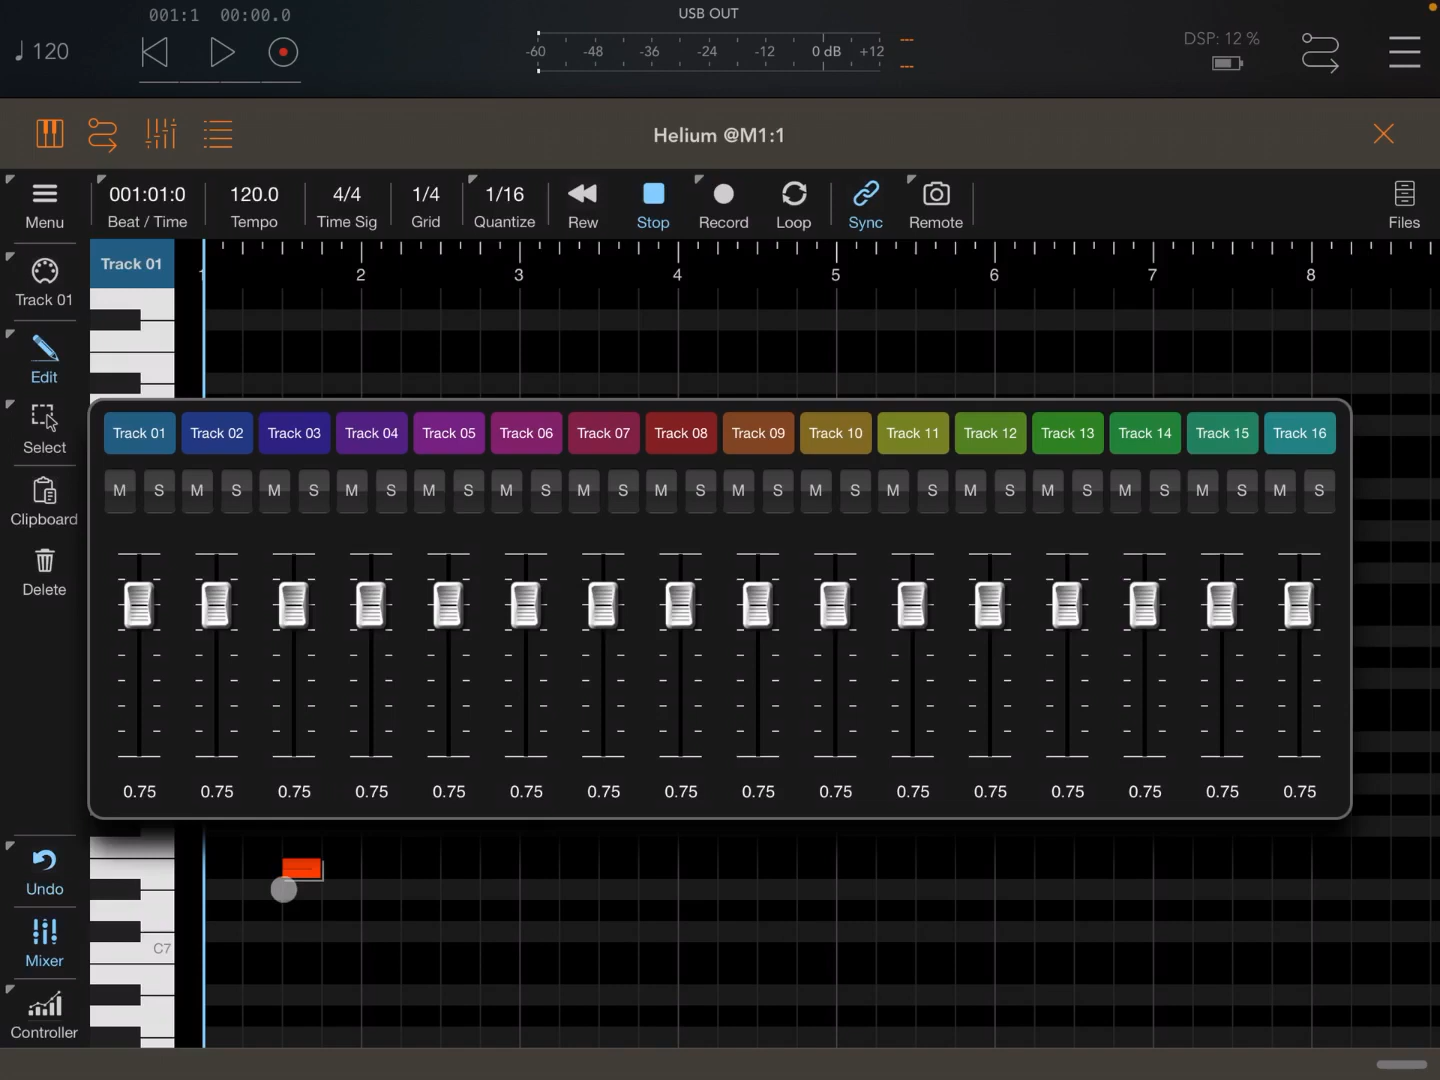 001:1 00:00.0
USB OUT
120
-60 -48 -36 -24 -12 0 dB +12
DSP: 12 %
Helium @M1:1
001:01:0 120.0 4/4 1/4 1/16
Menu Beat / Time Tempo Time Sig Grid Quantize Rew Stop Record Loop Sync Remote Files
Track 01
1 2 3 4 5 6 7 8
Track 01
Edit
Select
Clipboard
Delete
Track 01 Track 02 Track 03 Track 04 Track 05 Track 06 Track 07 Track 08 Track 09 Track 10 Track 11 Track 12 Track 13 Track 14 Track 15 Track 16
M S M S M S M S M S M S M S M S M S M S M S M S M S M S M S M S
0.75 0.75 0.75 0.75 0.75 0.75 0.75 0.75 0.75 0.75 0.75 0.75 0.75 0.75 0.75 0.75
Undo
C7
Mixer
Controller